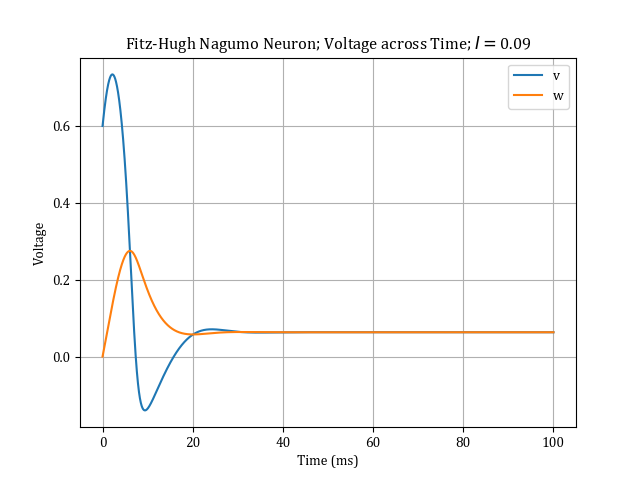 Fitz-Hugh Nagumo Neuron; Voltage across Time; I = 0.09
v
w
Voltage
0.6
0.4
0.2
0.0
0 20 40 60 80 100
Time (ms)